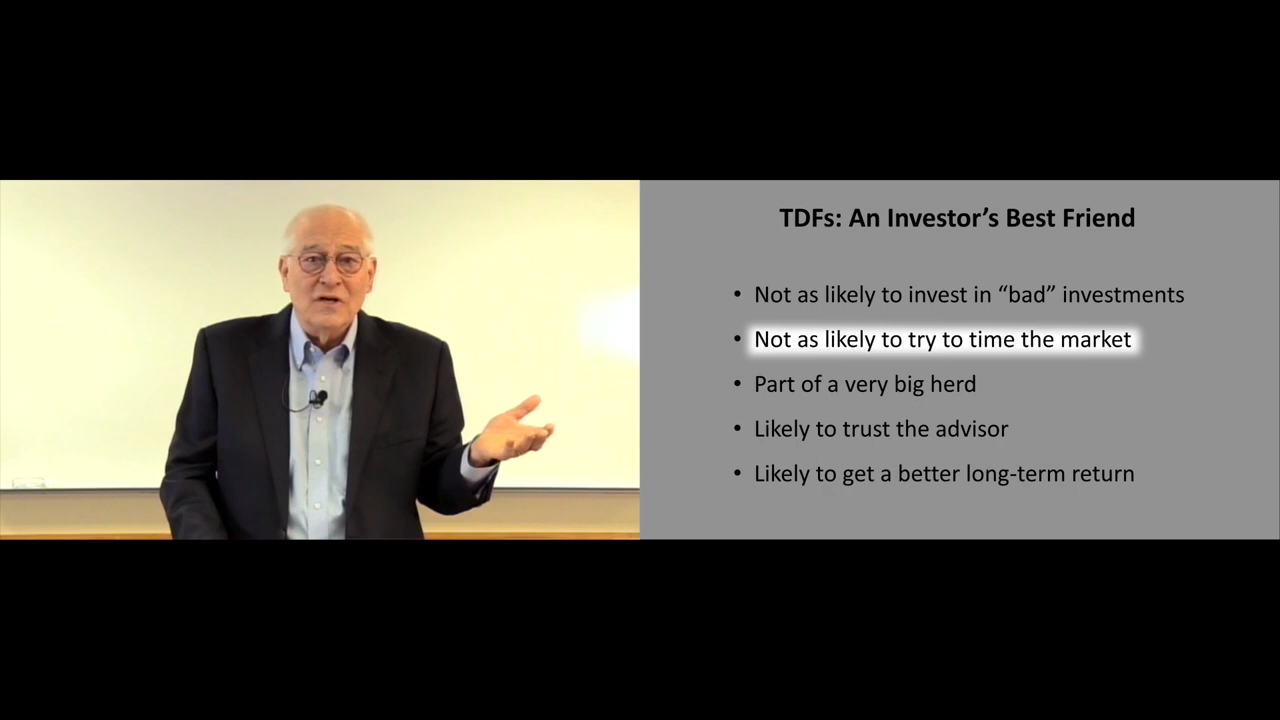 TDFs: An Investor’s Best Friend
• Not as likely to invest in “bad” investments
• Not as likely to try to time the market
• Part of a very big herd
• Likely to trust the advisor
• Likely to get a better long-term return